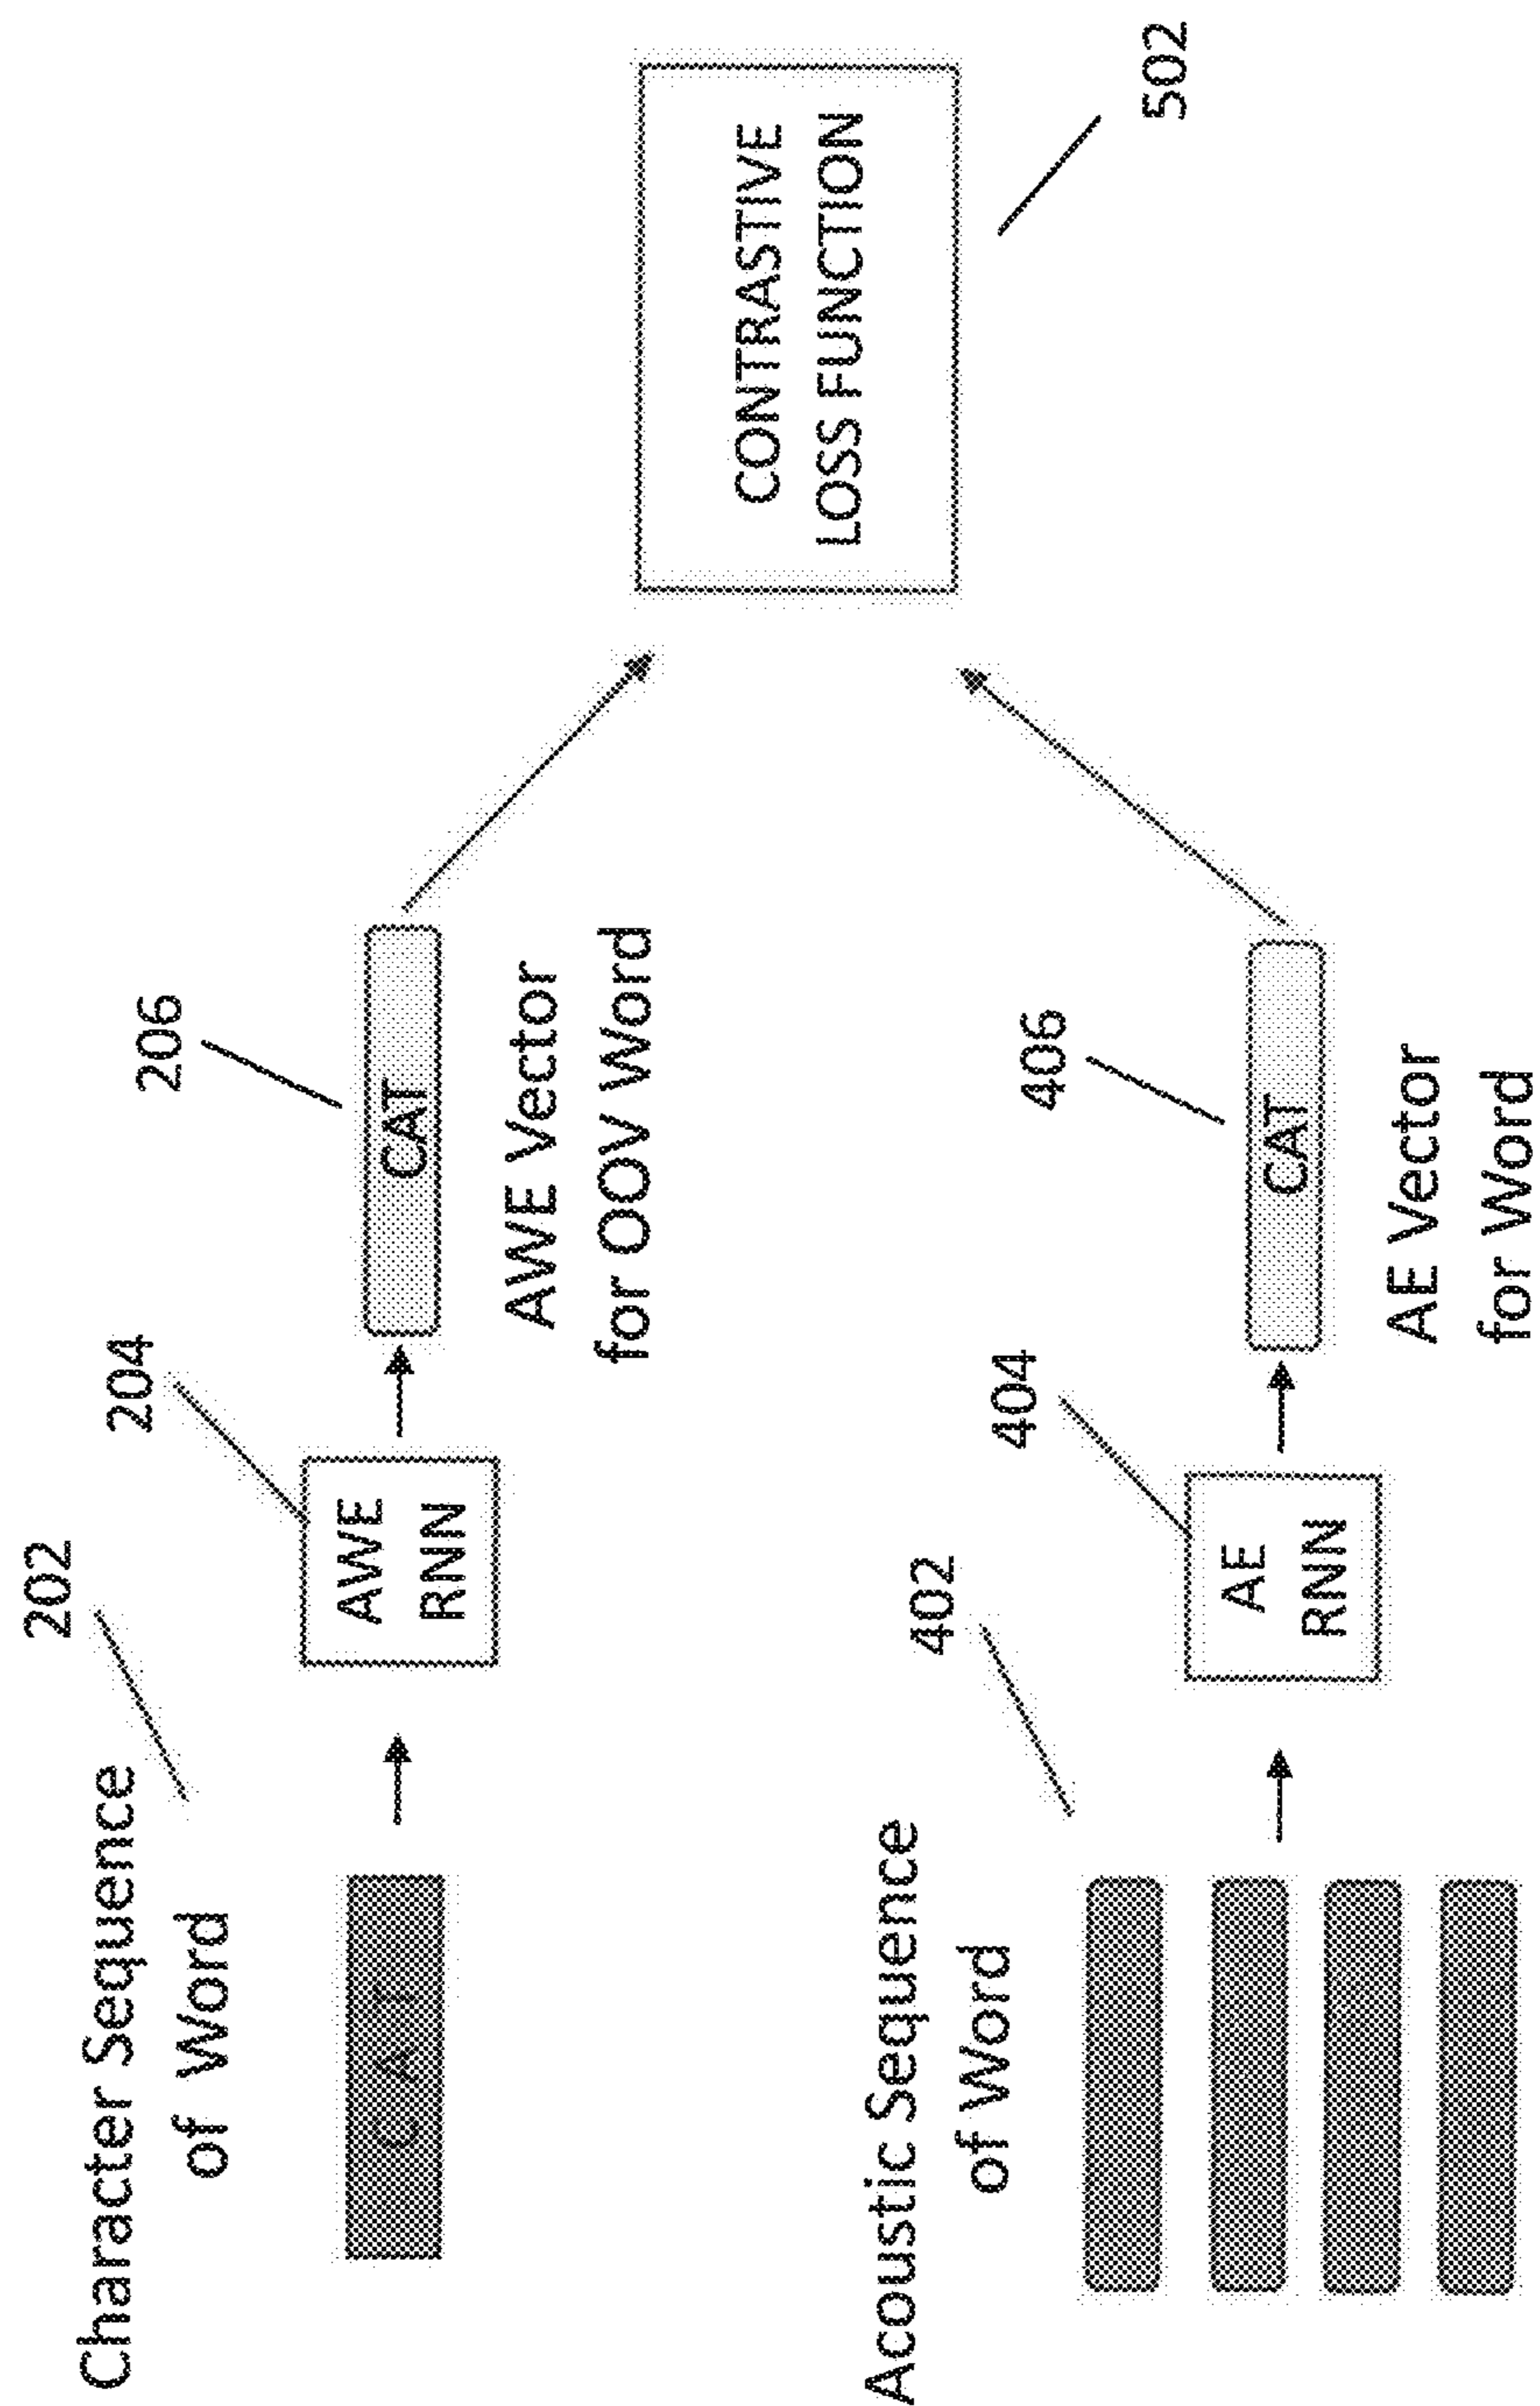 Character Sequence
of Word
202
C A T
204
AWE
RNN
206
CAT
AWE Vector
for OOV Word
Acoustic Sequence
of Word
402
404
AE
RNN
406
CAT
AE Vector
for Word
CONTRASTIVE
LOSS FUNCTION
502